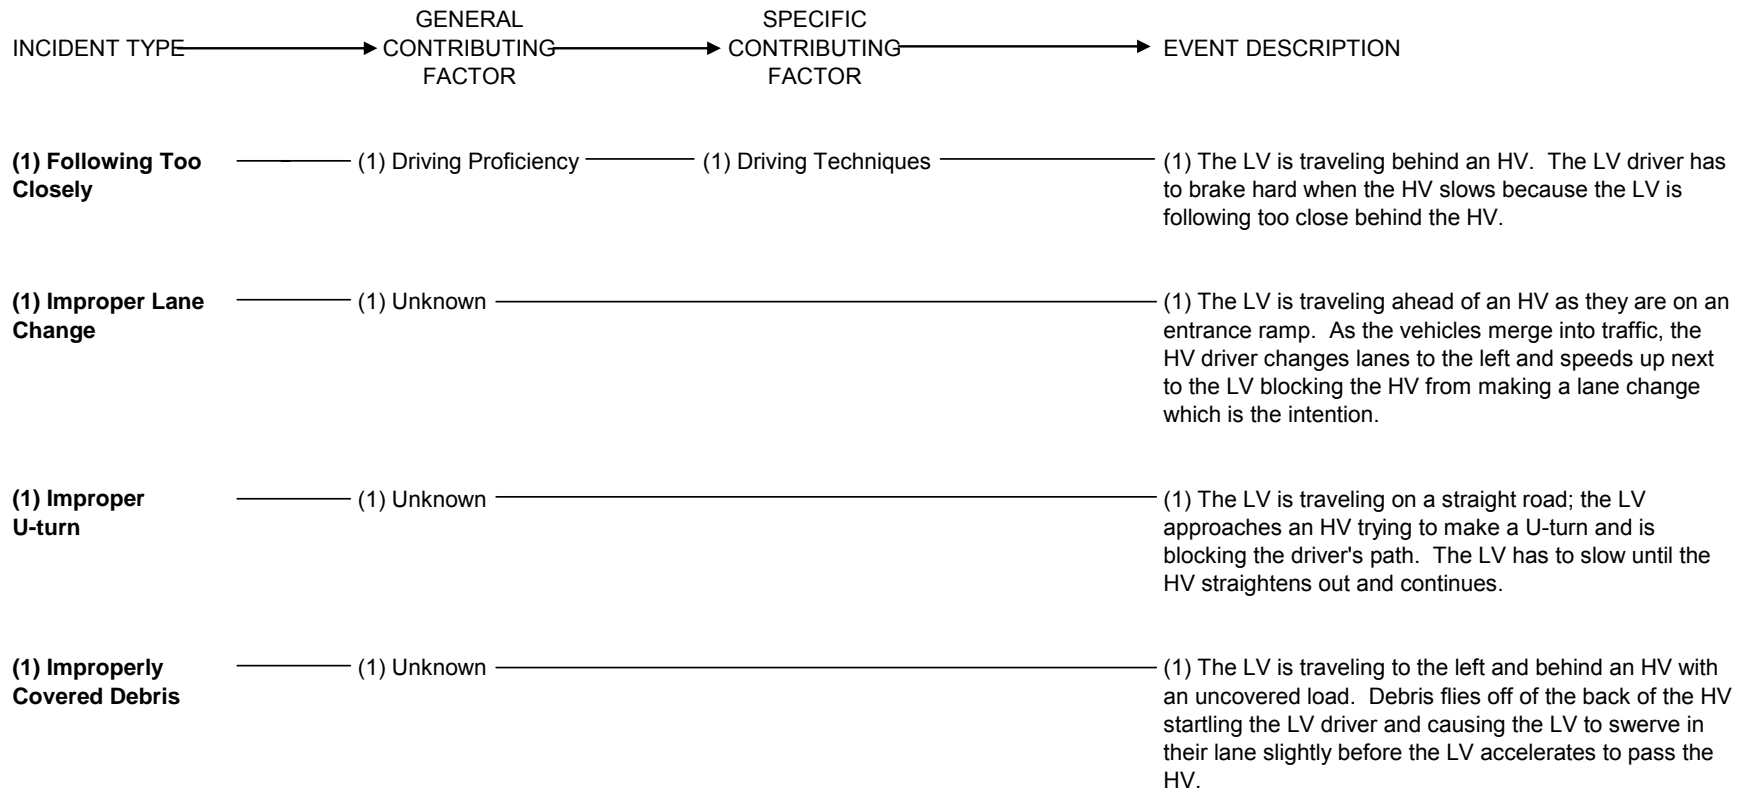 INCIDENT TYPE
GENERAL
CONTRIBUTING
FACTOR
SPECIFIC
CONTRIBUTING
FACTOR
EVENT DESCRIPTION
(1) Following Too
Closely
(1) Driving Proficiency
(1) Driving Techniques
(1) The LV is traveling behind an HV.  The LV driver has
to brake hard when the HV slows because the LV is
following too close behind the HV.
(1) Improper Lane
Change
(1) Unknown
(1) The LV is traveling ahead of an HV as they are on an
entrance ramp.  As the vehicles merge into traffic, the
HV driver changes lanes to the left and speeds up next
to the LV blocking the HV from making a lane change
which is the intention.
(1) Improper
U-turn
(1) Unknown
(1) The LV is traveling on a straight road; the LV
approaches an HV trying to make a U-turn and is
blocking the driver's path.  The LV has to slow until the
HV straightens out and continues.
(1) Improperly
Covered Debris
(1) Unknown
(1) The LV is traveling to the left and behind an HV with
an uncovered load.  Debris flies off of the back of the HV
startling the LV driver and causing the LV to swerve in
their lane slightly before the LV accelerates to pass the
HV.